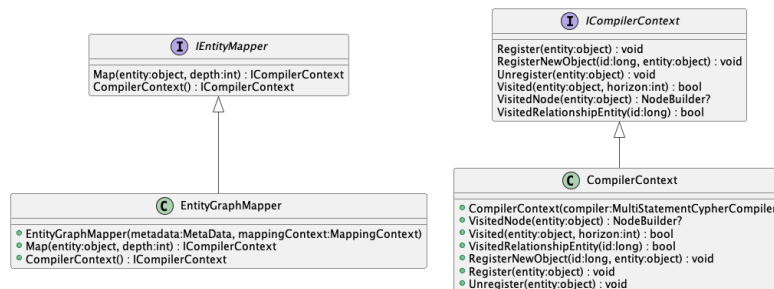 I IEntityMapper
Map(entity:object, depth:int) : ICompilerContext
CompilerContext() : ICompilerContext
C EntityGraphMapper
EntityGraphMapper(metadata:MetaData, mappingContext:MappingContext)
Map(entity:object, depth:int) : ICompilerContext
CompilerContext() : ICompilerContext
I ICompilerContext
Register(entity:object) : void
RegisterNewObject(id:long, entity:object) : void
Unregister(entity:object) : void
Visited(entity:object, horizon:int) : bool
VisitedNode(entity:object) : NodeBuilder?
VisitedRelationshipEntity(id:long) : bool
C CompilerContext
CompilerContext(compiler:MultiStatementCypherCompiler
VisitedNode(entity:object) : NodeBuilder?
Visited(entity:object, horizon:int) : bool
VisitedRelationshipEntity(id:long) : bool
RegisterNewObject(id:long, entity:object) : void
Register(entity:object) : void
Unregister(entity:object) : void